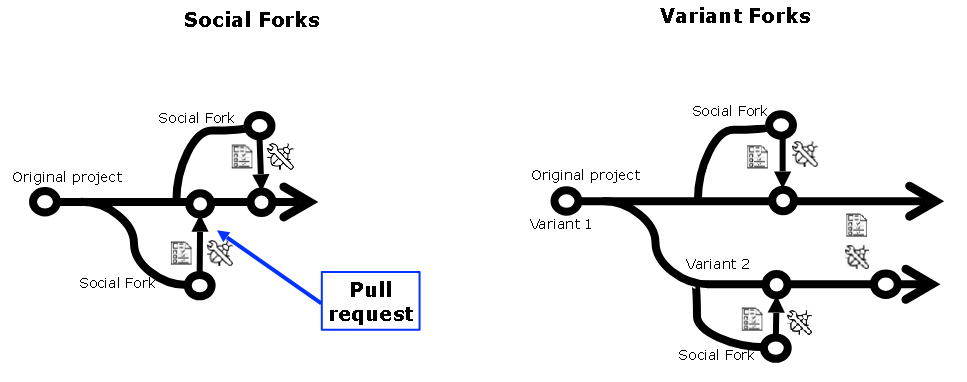 Social Forks
Social Fork
Original project
Social Fork
Pull
request
Variant Forks
Social Fork
Original project
Variant 1
Variant 2
Social Fork